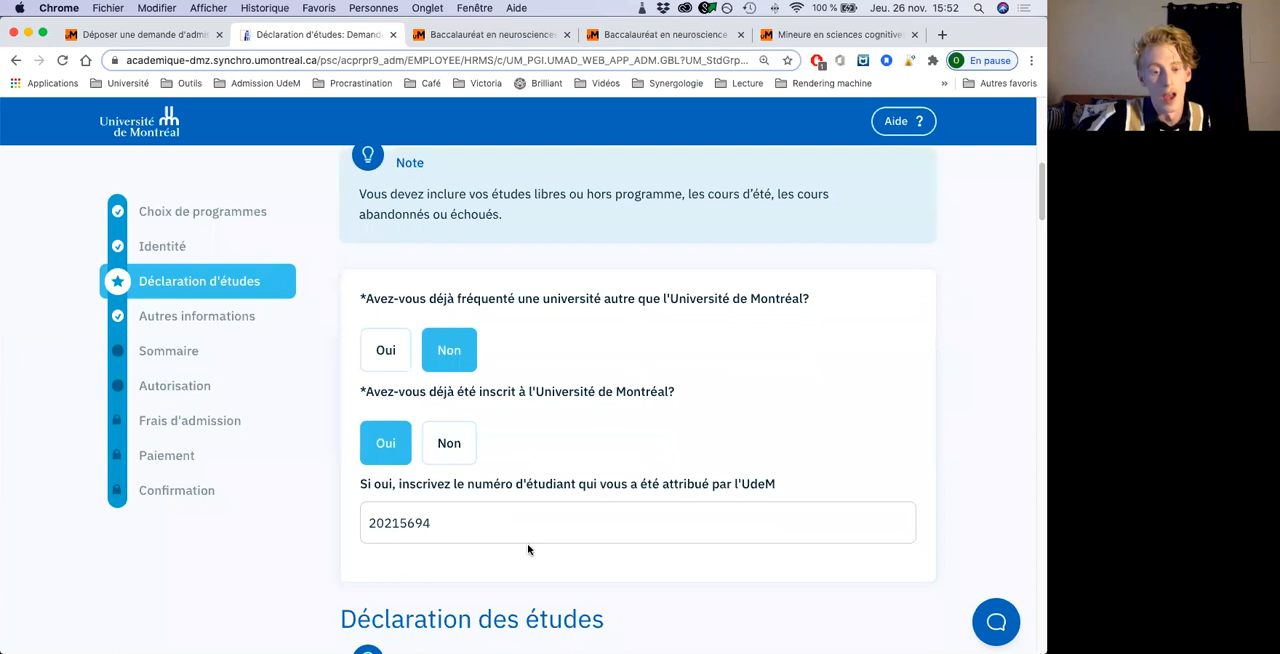 Chrome Fichier Modifier Afficher Historique Favoris Personnes Onglet Fenêtre Aide 100 % Jeu. 26 nov. 15:52
Déposer une demande d'admis Déclaration d'études: Deman Baccalauréat en neurosciences Baccalauréat en neuroscience Mineure en sciences cognitive
academique-dmz.synchro.umontreal.ca/psc/acprpr9_adm/EMPLOYEE/HRMS/c/UM_PGI.UMAD_WEB_APP_ADM.GBL?UM_StdGrp... O En pause
Applications Université Outils Admission UdeM Procrastination Café Victoria Brilliant Vidéos Synergologie Lecture Rendering machine » Autres favoris
Université de Montréal
Aide ?
Note
Vous devez inclure vos études libres ou hors programme, les cours d'été, les cours
abandonnés ou échoués.
Choix de programmes
Identité
Déclaration d'études
Autres informations
Sommaire
Autorisation
Frais d'admission
Paiement
Confirmation
*Avez-vous déjà fréquenté une université autre que l'Université de Montréal?
Oui Non
*Avez-vous déjà été inscrit à l'Université de Montréal?
Oui Non
Si oui, inscrivez le numéro d'étudiant qui vous a été attribué par l'UdeM
20215694
Déclaration des études